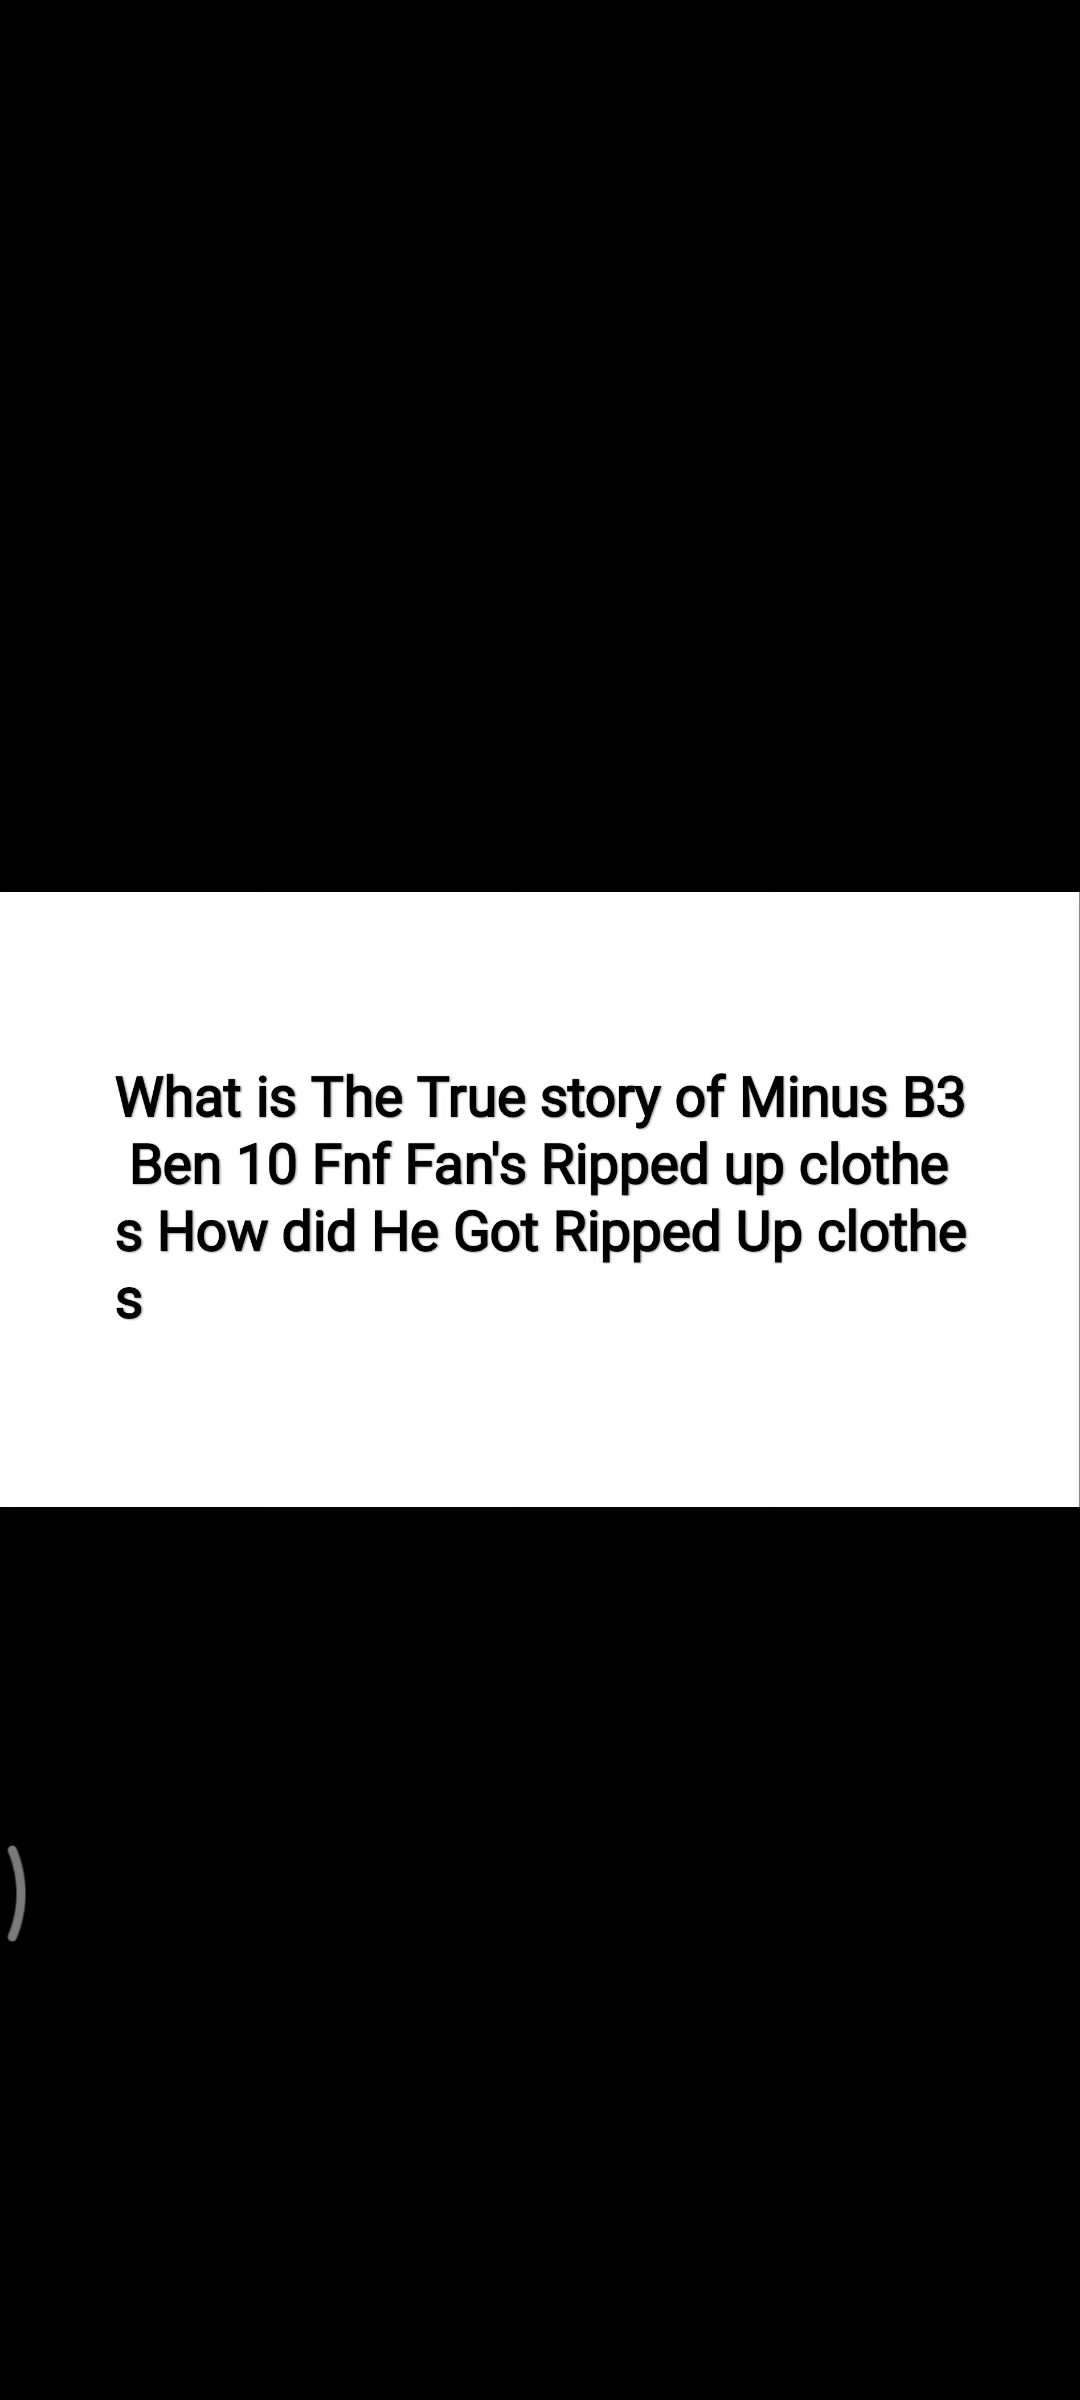 What is The True story of Minus B3
Ben 10 Fnf Fan's Ripped up clothe
s How did He Got Ripped Up clothe
s